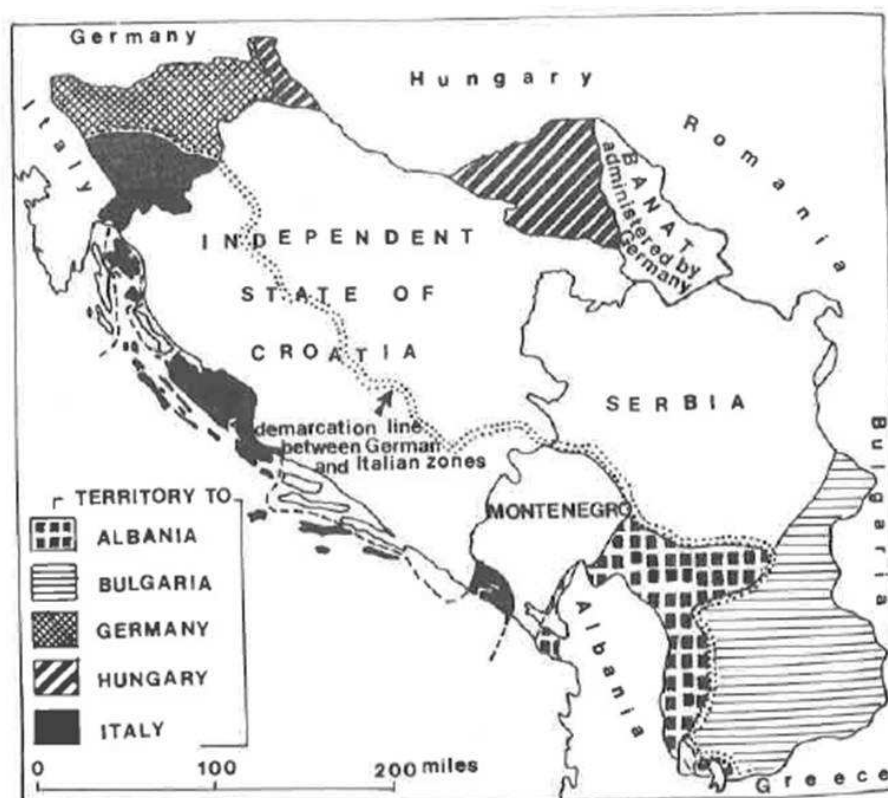 Germany
Hungary
Italy
Romania
BANAT
administered by
Germany
INDEPENDENT
STATE OF
CROATIA
SERBIA
Bulgaria
demarcation line
between German
and Italian zones
MONTENEGRO
Albania
Greece
TERRITORY TO
ALBANIA
BULGARIA
GERMANY
HUNGARY
ITALY
0 100 200 miles